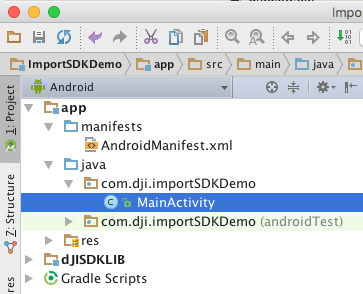 Impo
ImportSDKDemo app src main java
Android
1: Project
app
manifests
AndroidManifest.xml
java
com.dji.importSDKDemo
C MainActivity
com.dji.importSDKDemo (androidTest)
res
dJISDKLIB
Gradle Scripts
Z: Structure
res